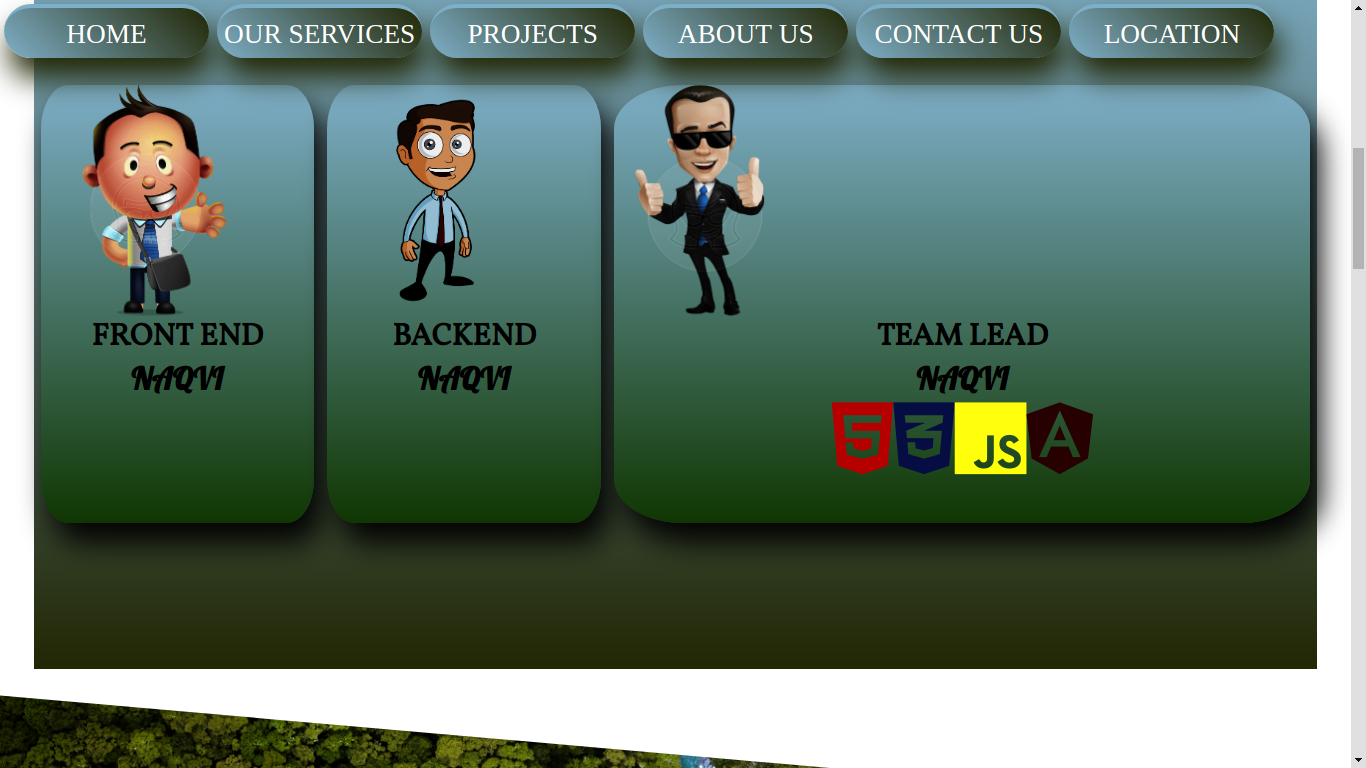 HOME
OUR SERVICES
PROJECTS
ABOUT US
CONTACT US
LOCATION
FRONT END
NAQVI
BACKEND
NAQVI
TEAM LEAD
NAQVI
5 3 JS A